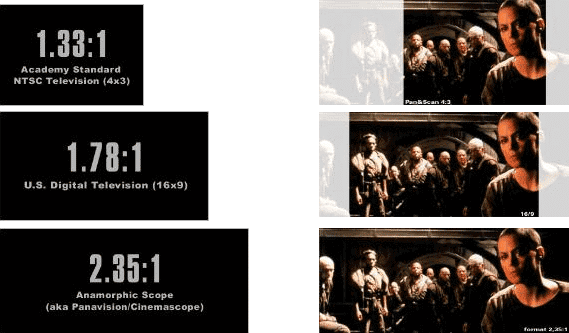 1.33:1
Academy Standard
NTSC Television (4x3)
Pan&Scan 4:3
1.78:1
U.S. Digital Television (16x9)
16/9
2.35:1
Anamorphic Scope
(aka Panavision/Cinemascope)
format 2,35:1